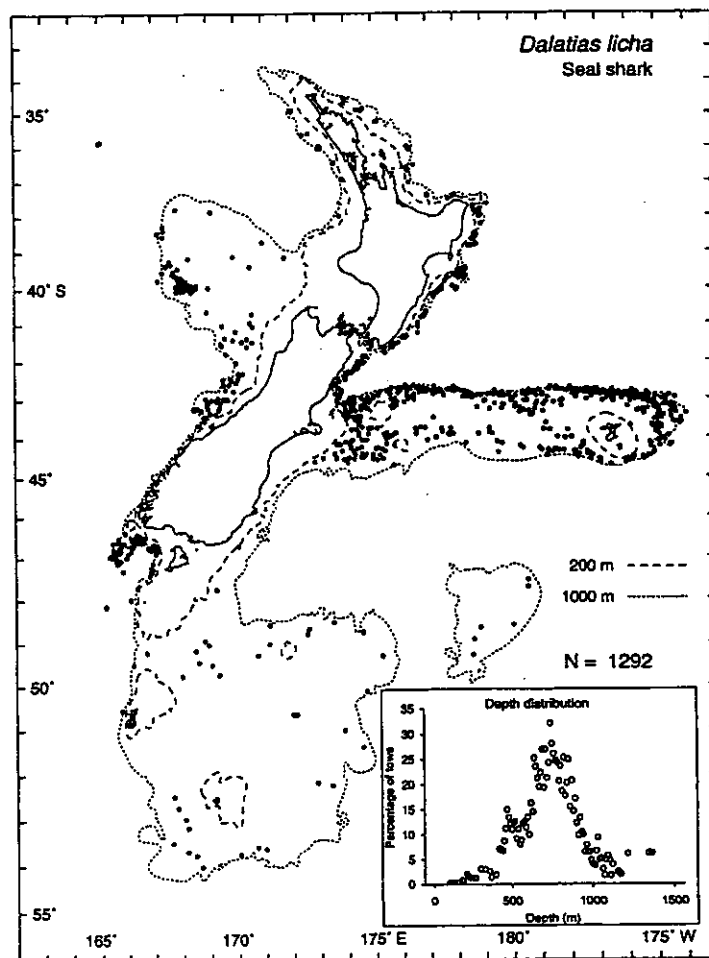 Dalatias licha
Seal shark
35°
40° S
45°
50°
55°
200 m
1000 m
N = 1292
Depth distribution
Percentage of tows
35
30
25
20
15
10
5
0
0 500 1000 1500
Depth (m)
165° 170° 175° E 180° 175° W